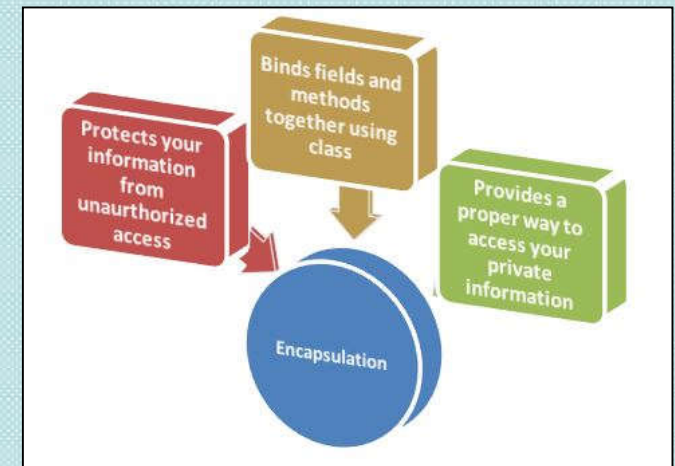 Protects your
information
from
unaurthorized
access
Binds fields and
methods
together using
class
Provides a
proper way to
access your
private
information
Encapsulation